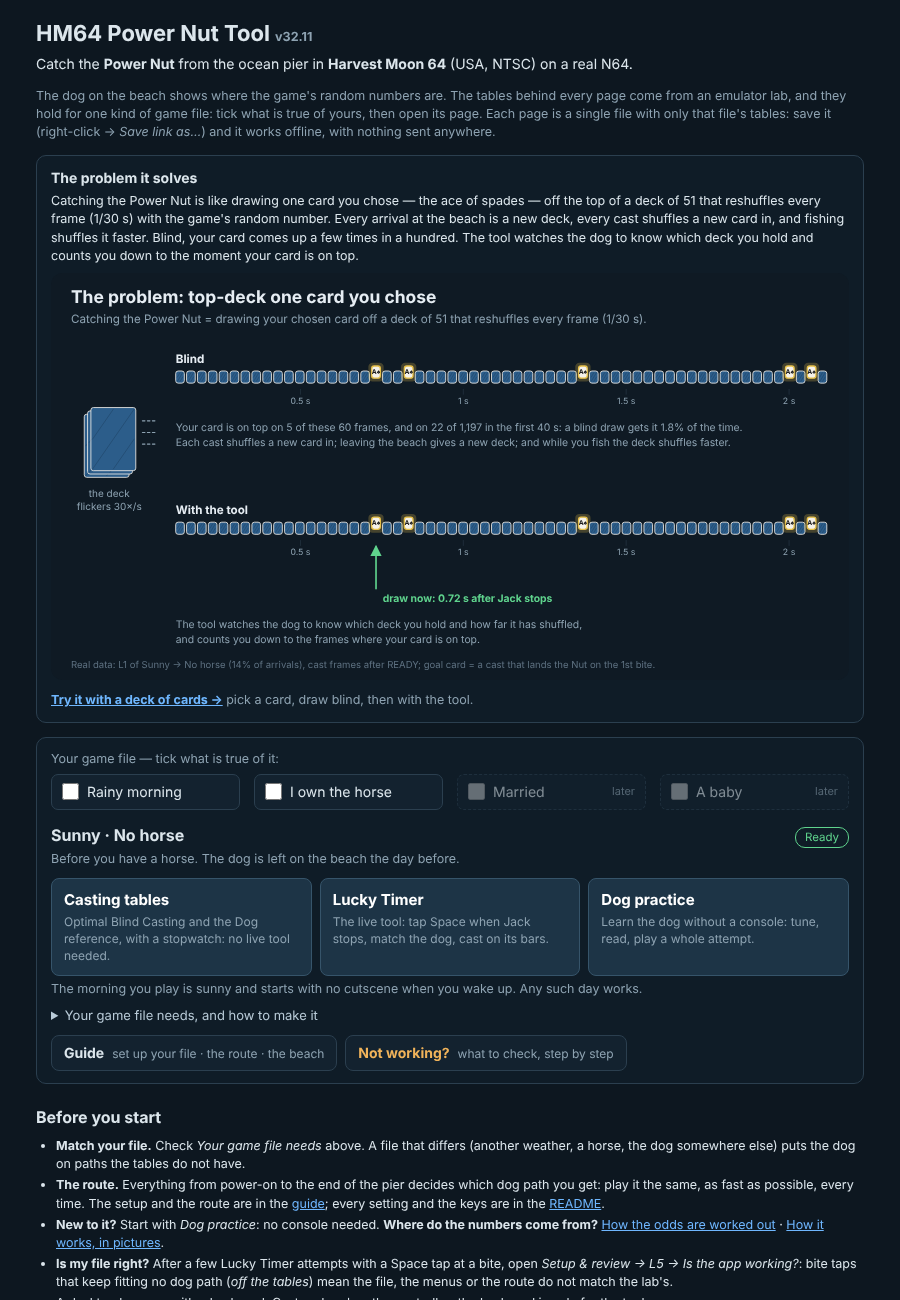 HM64 Power Nut Tool v32.11
Catch the Power Nut from the ocean pier in Harvest Moon 64 (USA, NTSC) on a real N64.
The dog on the beach shows where the game's random numbers are. The tables behind every page come from an emulator lab, and they
hold for one kind of game file: tick what is true of yours, then open its page. Each page is a single file with only that file's tables: save it
(right-click → Save link as…) and it works offline, with nothing sent anywhere.
The problem it solves
Catching the Power Nut is like drawing one card you chose — the ace of spades — off the top of a deck of 51 that reshuffles every
frame (1/30 s) with the game's random number. Every arrival at the beach is a new deck, every cast shuffles a new card in, and fishing
shuffles it faster. Blind, your card comes up a few times in a hundred. The tool watches the dog to know which deck you hold and
counts you down to the moment your card is on top.
The problem: top-deck one card you chose
Catching the Power Nut = drawing your chosen card off a deck of 51 that reshuffles every frame (1/30 s).
Blind
A♠ A♠ A♠ A♠ A♠
0.5 s 1 s 1.5 s 2 s
Your card is on top on 5 of these 60 frames, and on 22 of 1,197 in the first 40 s: a blind draw gets it 1.8% of the time.
Each cast shuffles a new card in; leaving the beach gives a new deck; and while you fish the deck shuffles faster.
the deck
flickers 30×/s
With the tool
A♠ A♠ A♠ A♠ A♠
0.5 s 1 s 1.5 s 2 s
draw now: 0.72 s after Jack stops
The tool watches the dog to know which deck you hold and how far it has shuffled,
and counts you down to the frames where your card is on top.
Real data: L1 of Sunny → No horse (14% of arrivals), cast frames after READY; goal card = a cast that lands the Nut on the 1st bite.
Try it with a deck of cards → pick a card, draw blind, then with the tool.
Your game file — tick what is true of it:
Rainy morning
I own the horse
Married later
A baby later
Sunny · No horse
Ready
Before you have a horse. The dog is left on the beach the day before.
Casting tables
Optimal Blind Casting and the Dog
reference, with a stopwatch: no live tool
needed.
Lucky Timer
The live tool: tap Space when Jack
stops, match the dog, cast on its bars.
Dog practice
Learn the dog without a console: tune,
read, play a whole attempt.
The morning you play is sunny and starts with no cutscene when you wake up. Any such day works.
▶ Your game file needs, and how to make it
Guide set up your file · the route · the beach
Not working? what to check, step by step
Before you start
• Match your file. Check Your game file needs above. A file that differs (another weather, a horse, the dog somewhere else) puts the dog
on paths the tables do not have.
• The route. Everything from power-on to the end of the pier decides which dog path you get: play it the same, as fast as possible, every
time. The setup and the route are in the guide; every setting and the keys are in the README.
• New to it? Start with Dog practice: no console needed. Where do the numbers come from? How the odds are worked out · How it
works, in pictures.
• Is my file right? After a few Lucky Timer attempts with a Space tap at a bite, open Setup & review → L5 → Is the app working?: bite taps
that keep fitting no dog path (off the tables) mean the file, the menus or the route do not match the lab's.